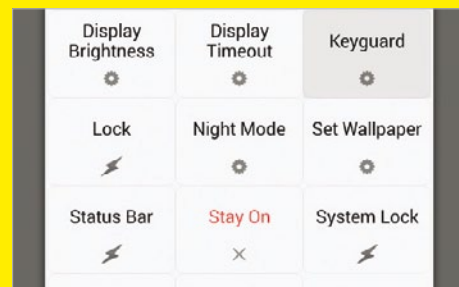 Display
Brightness
Display
Timeout
Keyguard
Lock
Night Mode
Set Wallpaper
Status Bar
Stay On
System Lock